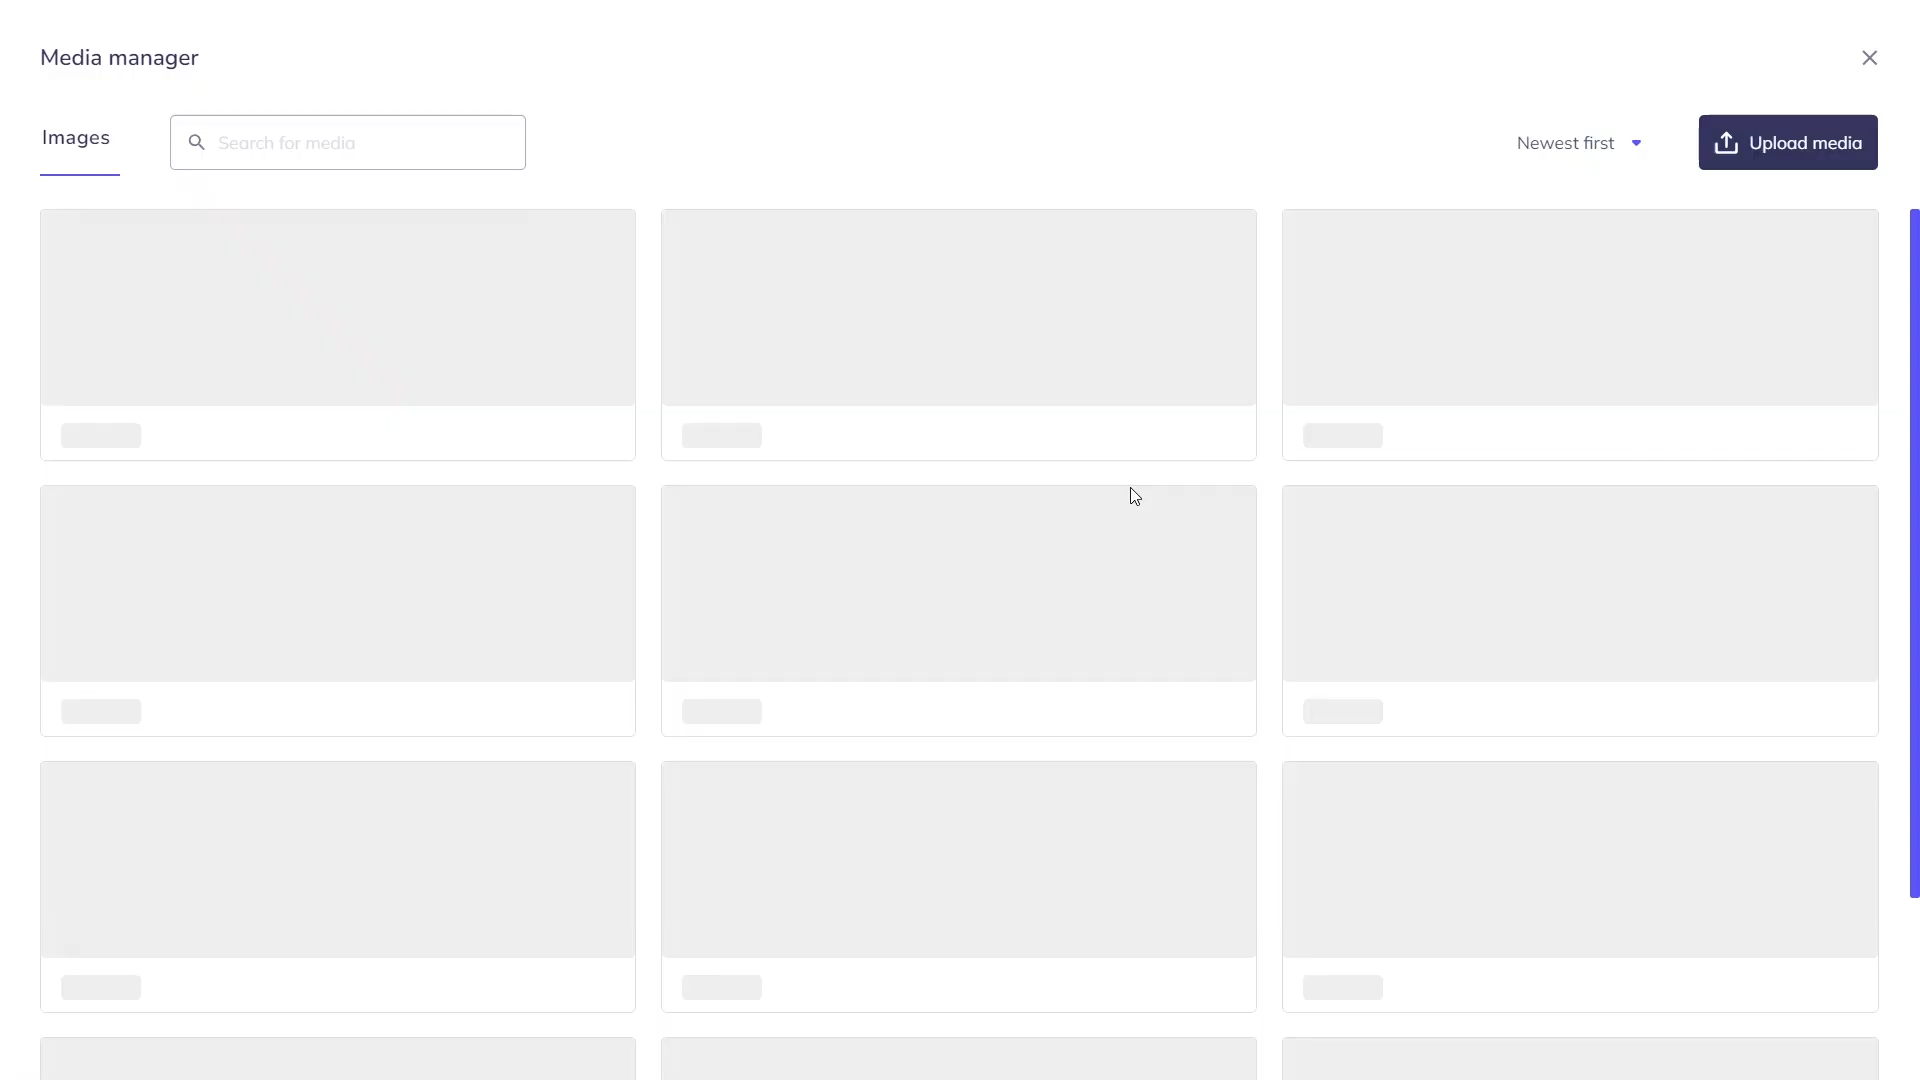 Media manager
Images
Search for media
Newest first
Upload media